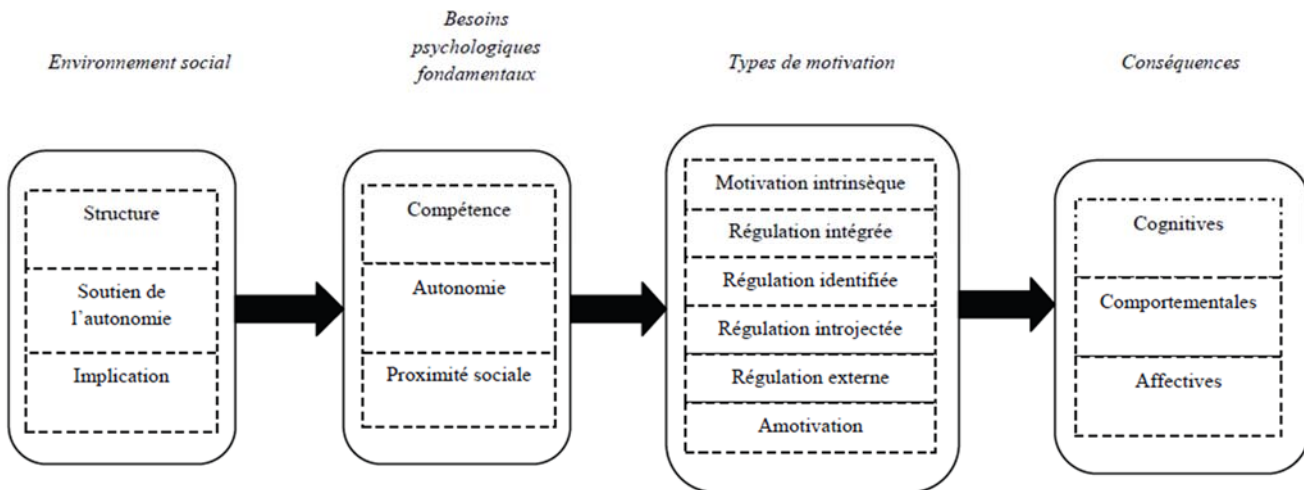 Environnement social
Besoins
psychologiques
fondamentaux
Types de motivation
Conséquences
Structure
Soutien de
l’autonomie
Implication
Compétence
Autonomie
Proximité sociale
Motivation intrinsèque
Régulation intégrée
Régulation identifiée
Régulation introjectée
Régulation externe
Amotivation
Cognitives
Comportementales
Affectives